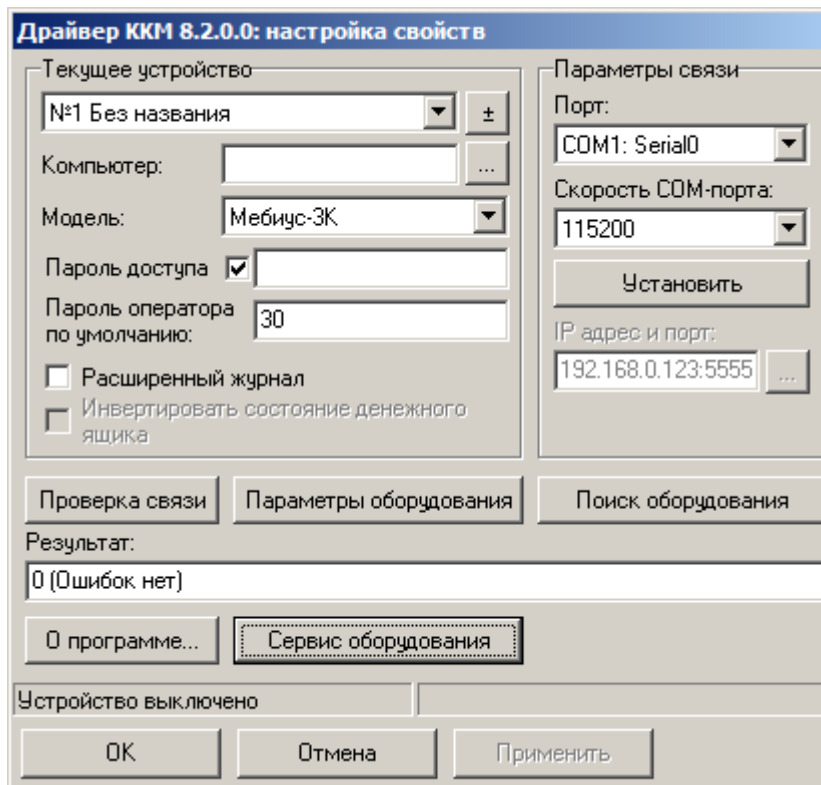 Драйвер ККМ 8.2.0.0: настройка свойств
Текущее устройство
№1 Без названия
±
Компьютер:
...
Модель:
Мебиус-3К
Пароль доступа
Пароль оператора
по умолчанию:
30
Расширенный журнал
Инвертировать состояние денежного
ящика
Параметры связи
Порт:
COM1: Serial0
Скорость COM-порта:
115200
Установить
IP адрес и порт:
192.168.0.123:5555
...
Проверка связи
Параметры оборудования
Поиск оборудования
Результат:
0 (Ошибок нет)
О программе...
Сервис оборудования
Устройство выключено
ОК
Отмена
Применить